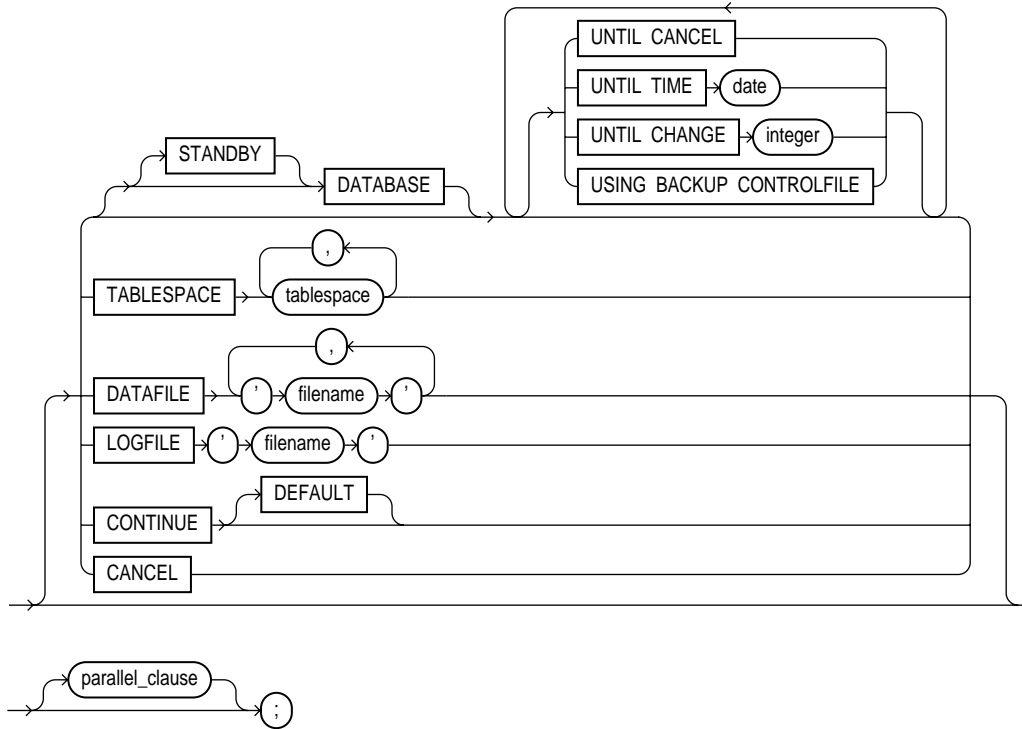 UNTIL CANCEL
UNTIL TIME date
UNTIL CHANGE integer
USING BACKUP CONTROLFILE
STANDBY
DATABASE
,
TABLESPACE tablespace
,
DATAFILE ’ filename ’
LOGFILE ’ filename ’
DEFAULT
CONTINUE
CANCEL
parallel_clause
;